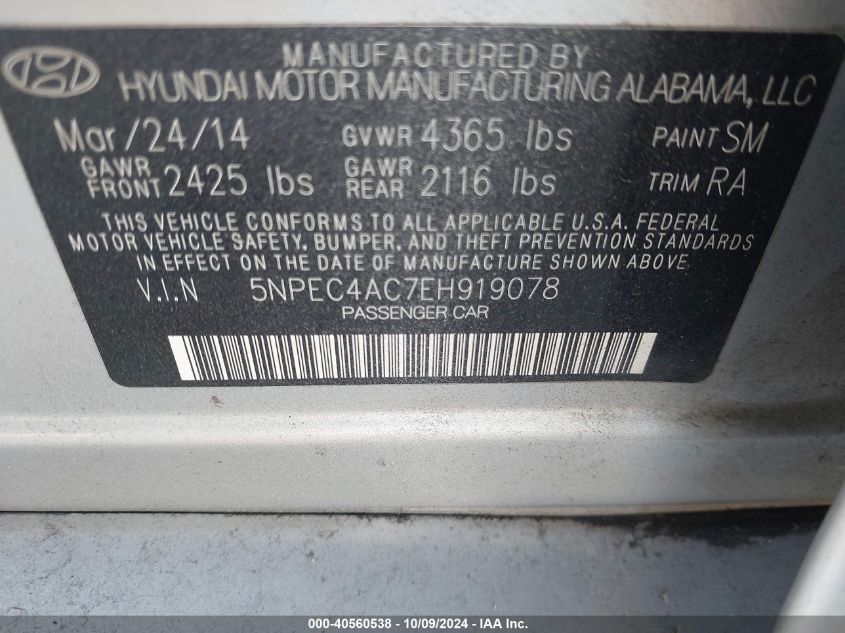 MANUFACTURED BY
HYUNDAI MOTOR MANUFACTURING ALABAMA, LLC
Mar/24/14 GVWR 4365 lbs PAINT SM
GAWR FRONT 2425 lbs GAWR REAR 2116 lbs TRIM RA
THIS VEHICLE CONFORMS TO ALL APPLICABLE U.S.A. FEDERAL
MOTOR VEHICLE SAFETY, BUMPER, AND THEFT PREVENTION STANDARDS
IN EFFECT ON THE DATE OF MANUFACTURE SHOWN ABOVE.
V.I.N 5NPEC4AC7EH919078
PASSENGER CAR
000-40560538 - 10/09/2024 - IAA Inc.